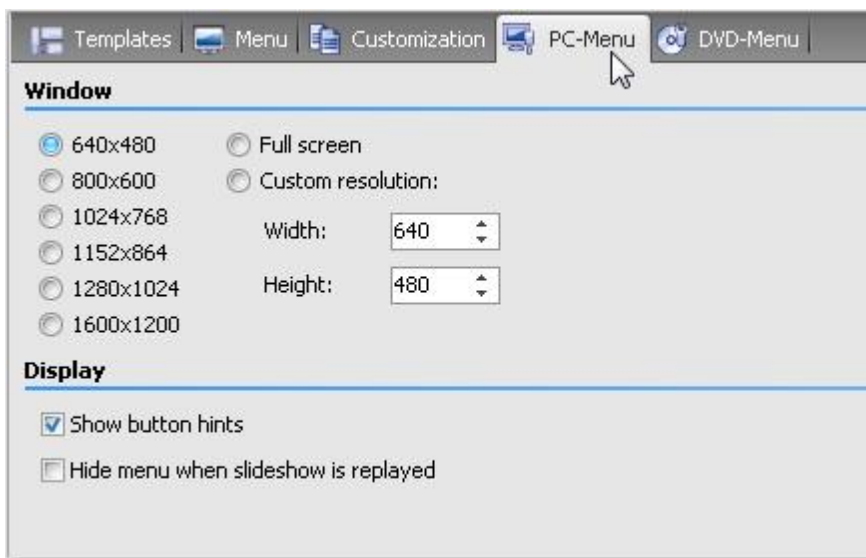 Templates Menu Customization PC-Menu DVD-Menu
Window
640x480 Full screen
800x600 Custom resolution:
1024x768
Width: 640
1152x864
1280x1024 Height: 480
1600x1200
Display
Show button hints
Hide menu when slideshow is replayed